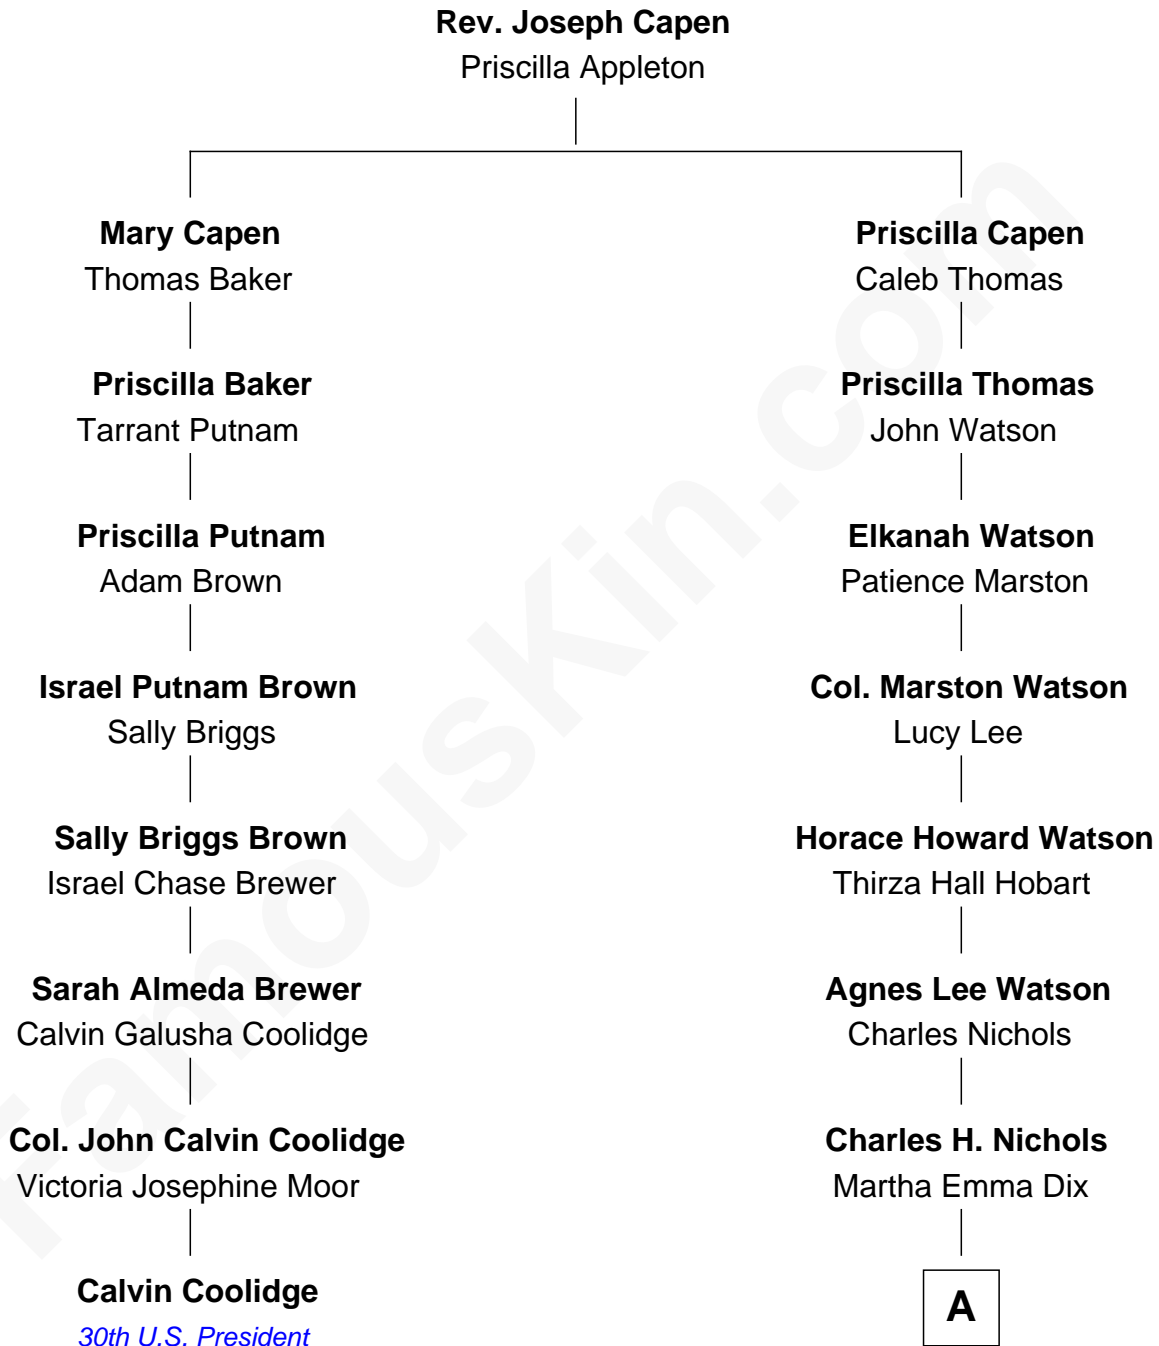 Rev. Joseph Capen
Priscilla Appleton
Mary Capen
Thomas Baker
Priscilla Baker
Tarrant Putnam
Priscilla Putnam
Adam Brown
Israel Putnam Brown
Sally Briggs
Sally Briggs Brown
Israel Chase Brewer
Sarah Almeda Brewer
Calvin Galusha Coolidge
Col. John Calvin Coolidge
Victoria Josephine Moor
Calvin Coolidge
30th U.S. President
Priscilla Capen
Caleb Thomas
Priscilla Thomas
John Watson
Elkanah Watson
Patience Marston
Col. Marston Watson
Lucy Lee
Horace Howard Watson
Thirza Hall Hobart
Agnes Lee Watson
Charles Nichols
Charles H. Nichols
Martha Emma Dix
A
FamousKin.com